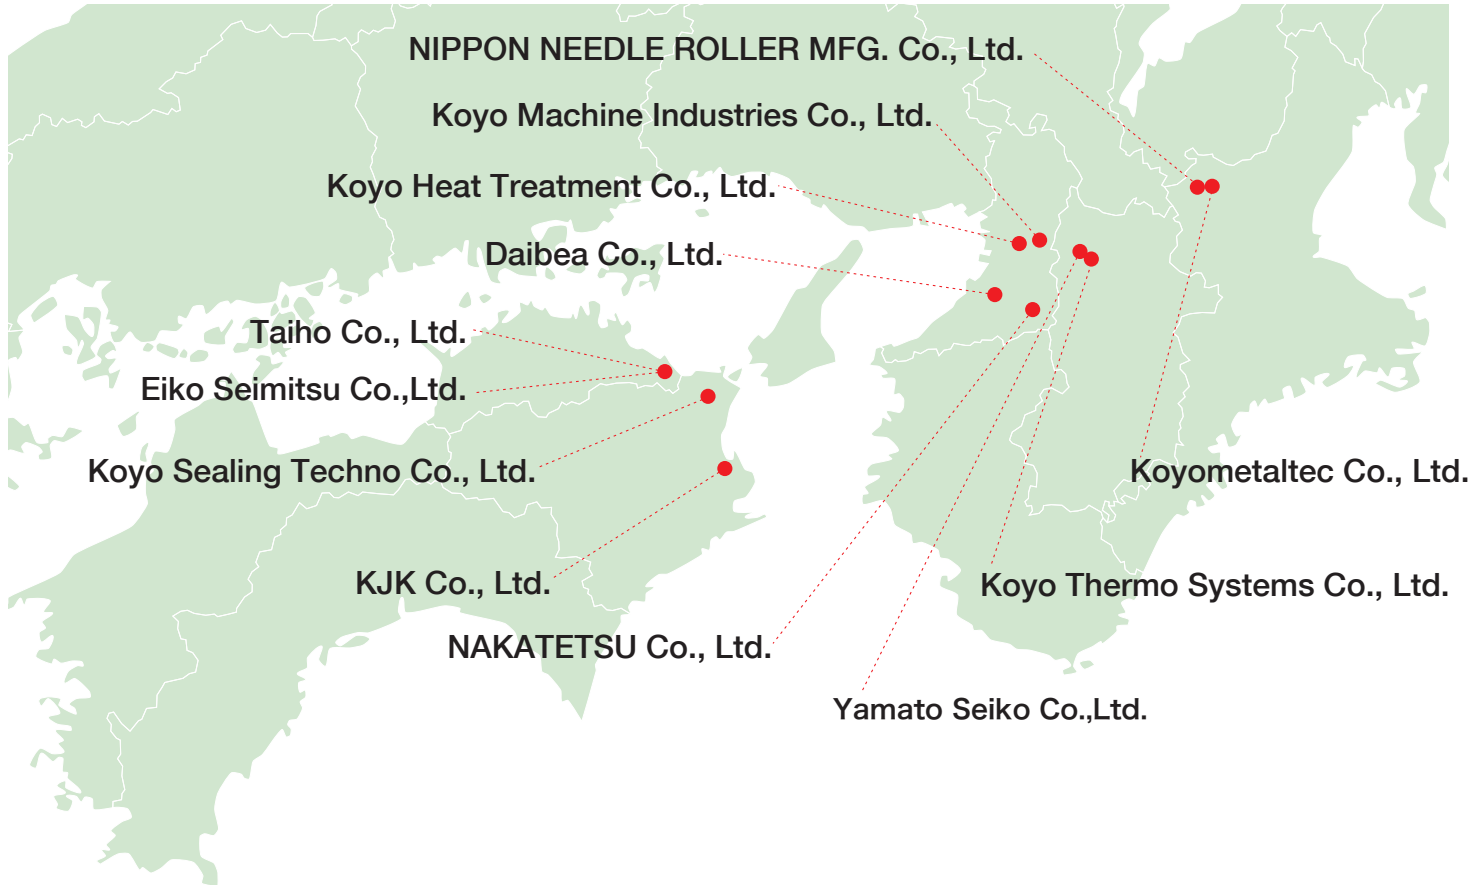 NIPPON NEEDLE ROLLER MFG. Co., Ltd.
Koyo Machine Industries Co., Ltd.
Koyo Heat Treatment Co., Ltd.
Daibea Co., Ltd.
Taiho Co., Ltd.
Eiko Seimitsu Co.,Ltd.
Koyo Sealing Techno Co., Ltd.
Koyometaltec Co., Ltd.
KJK Co., Ltd.
Koyo Thermo Systems Co., Ltd.
NAKATETSU Co., Ltd.
Yamato Seiko Co.,Ltd.